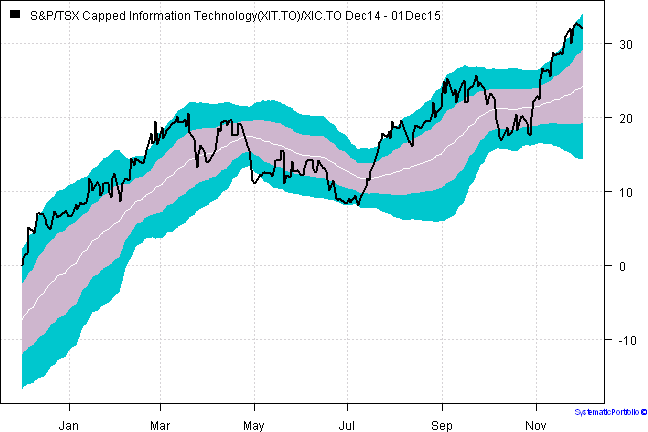 S&P/TSX Capped Information Technology(XIT.TO)/XIC.TO Dec14 - 01Dec15
30
20
10
0
-10
Jan Mar May Jul Sep Nov
SystematicPortfolio ©